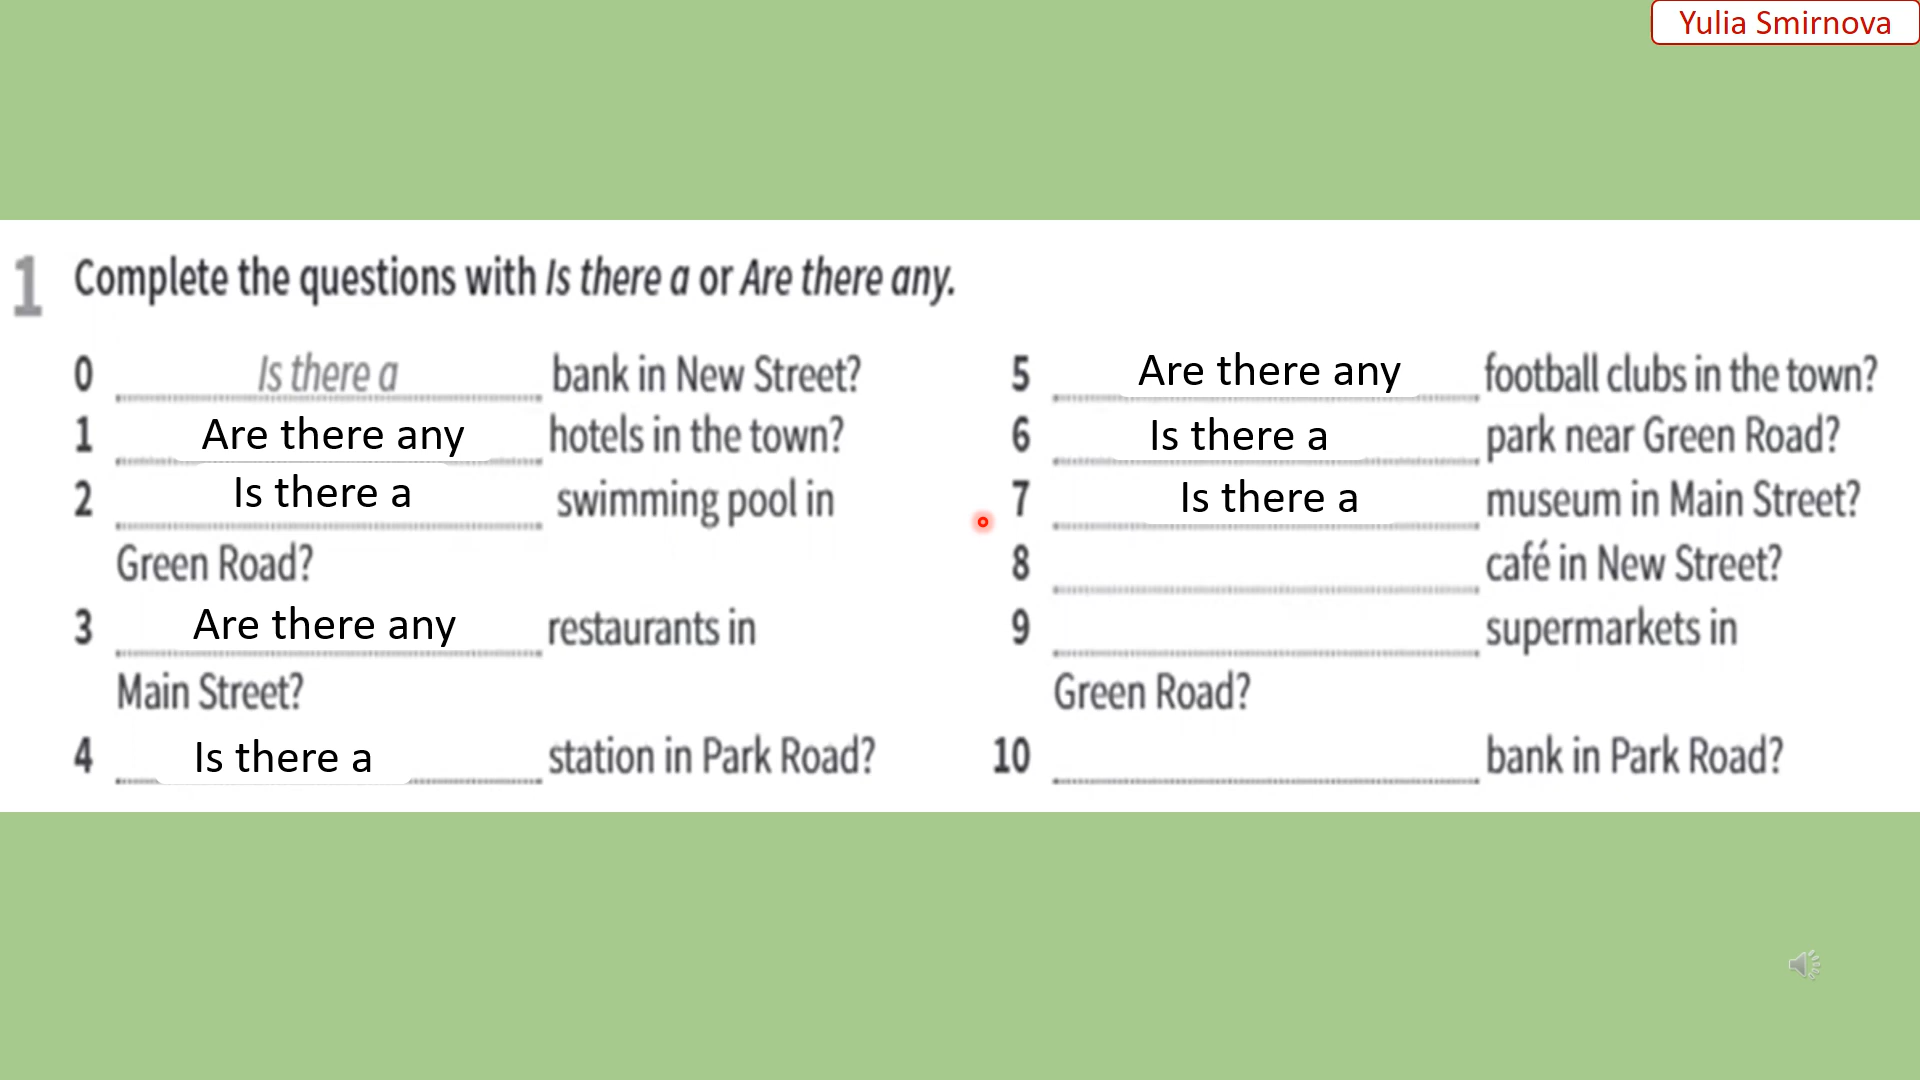 Yulia Smirnova
1 Complete the questions with Is there a or Are there any.
0 Is there a bank in New Street?
1 Are there any hotels in the town?
2 Is there a swimming pool in
Green Road?
3 Are there any restaurants in
Main Street?
4 Is there a station in Park Road?
5 Are there any football clubs in the town?
6 Is there a park near Green Road?
7 Is there a museum in Main Street?
8 café in New Street?
9 supermarkets in
Green Road?
10 bank in Park Road?